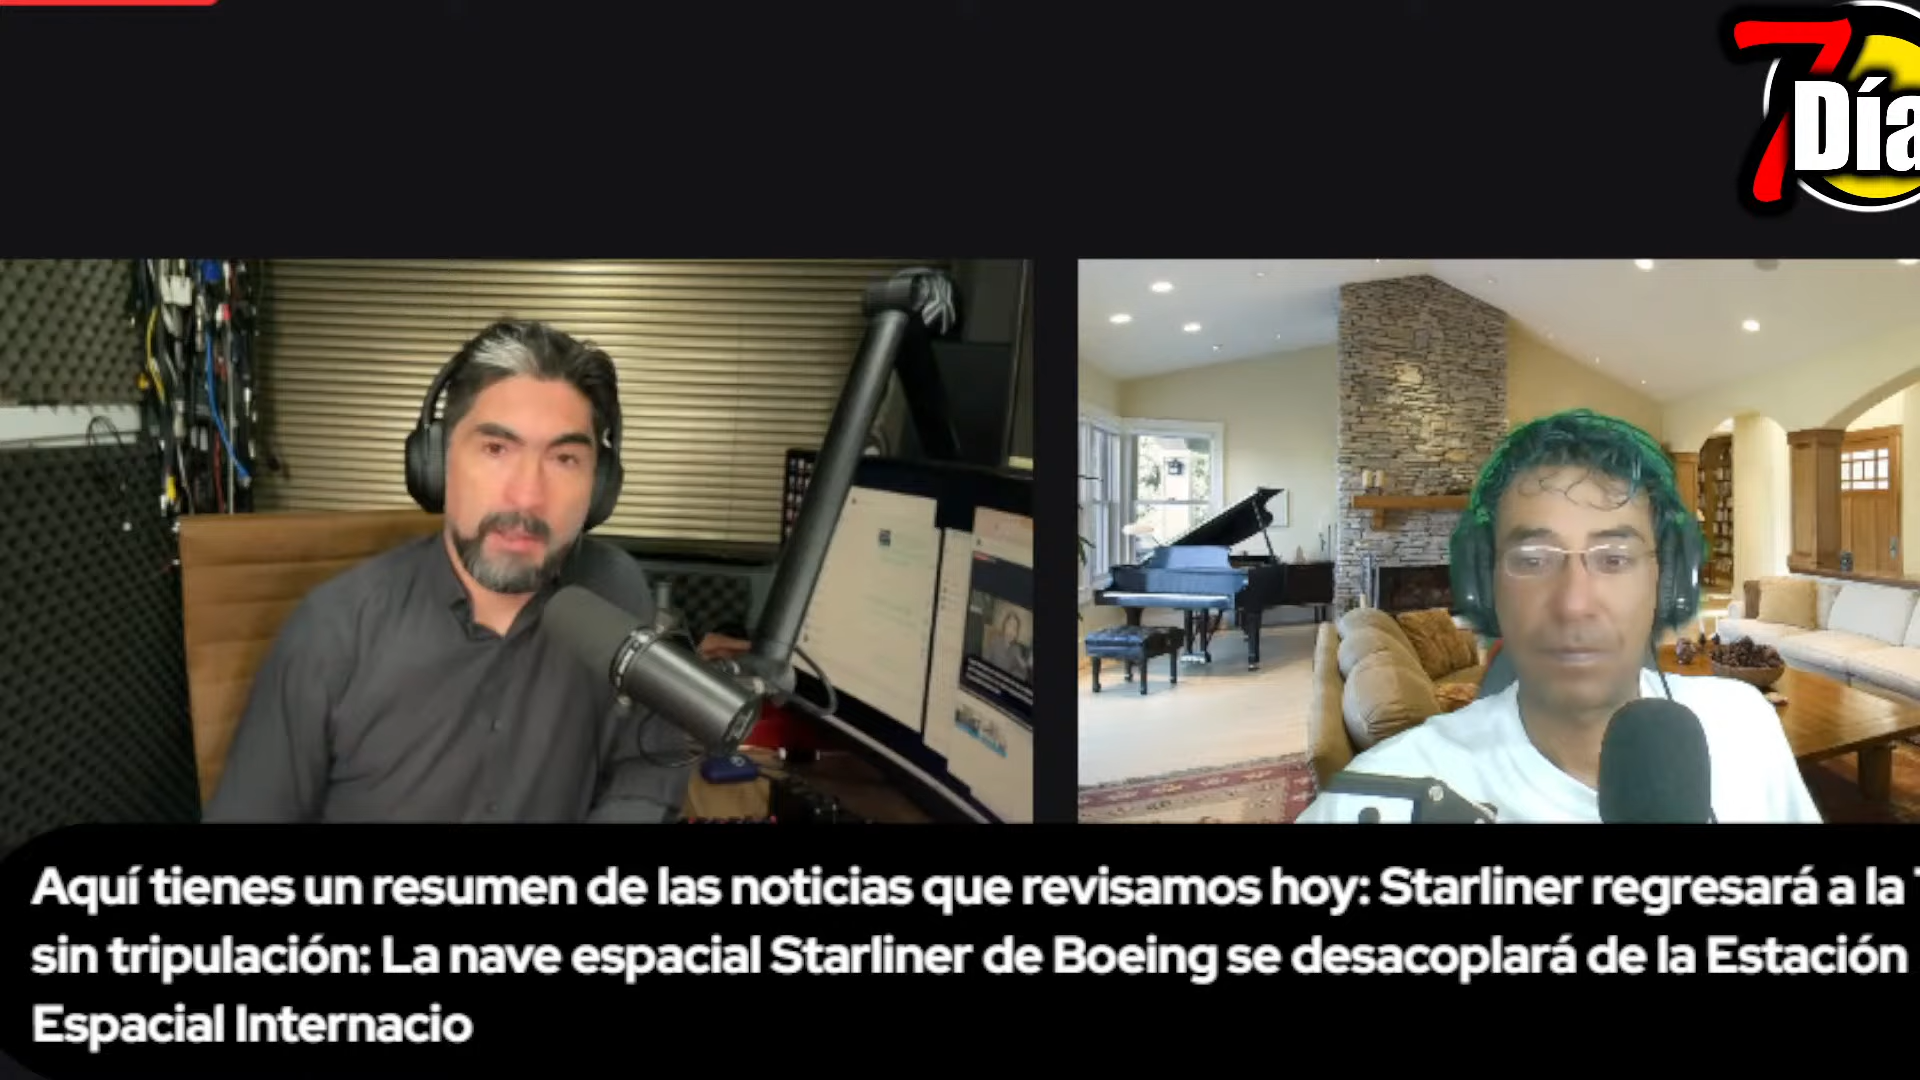 7
Día
Aquí tienes un resumen de las noticias que revisamos hoy: Starliner regresará a la
sin tripulación: La nave espacial Starliner de Boeing se desacoplará de la Estación
Espacial Internacio